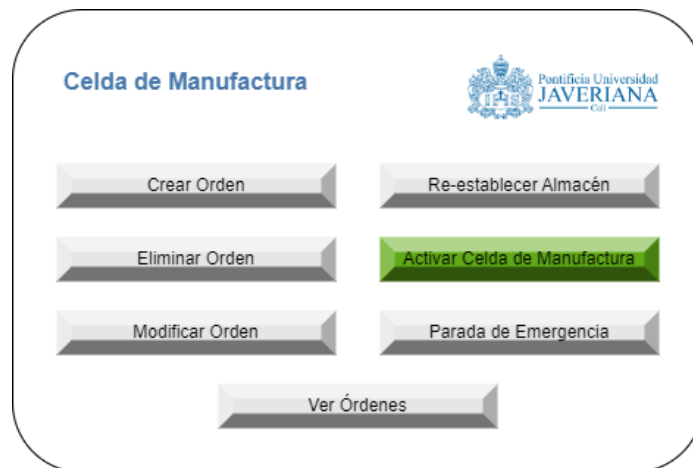 Celda de Manufactura
Pontificia Universidad
JAVERIANA
Cali
Crear Orden
Re-establecer Almacén
Eliminar Orden
Activar Celda de Manufactura
Modificar Orden
Parada de Emergencia
Ver Órdenes